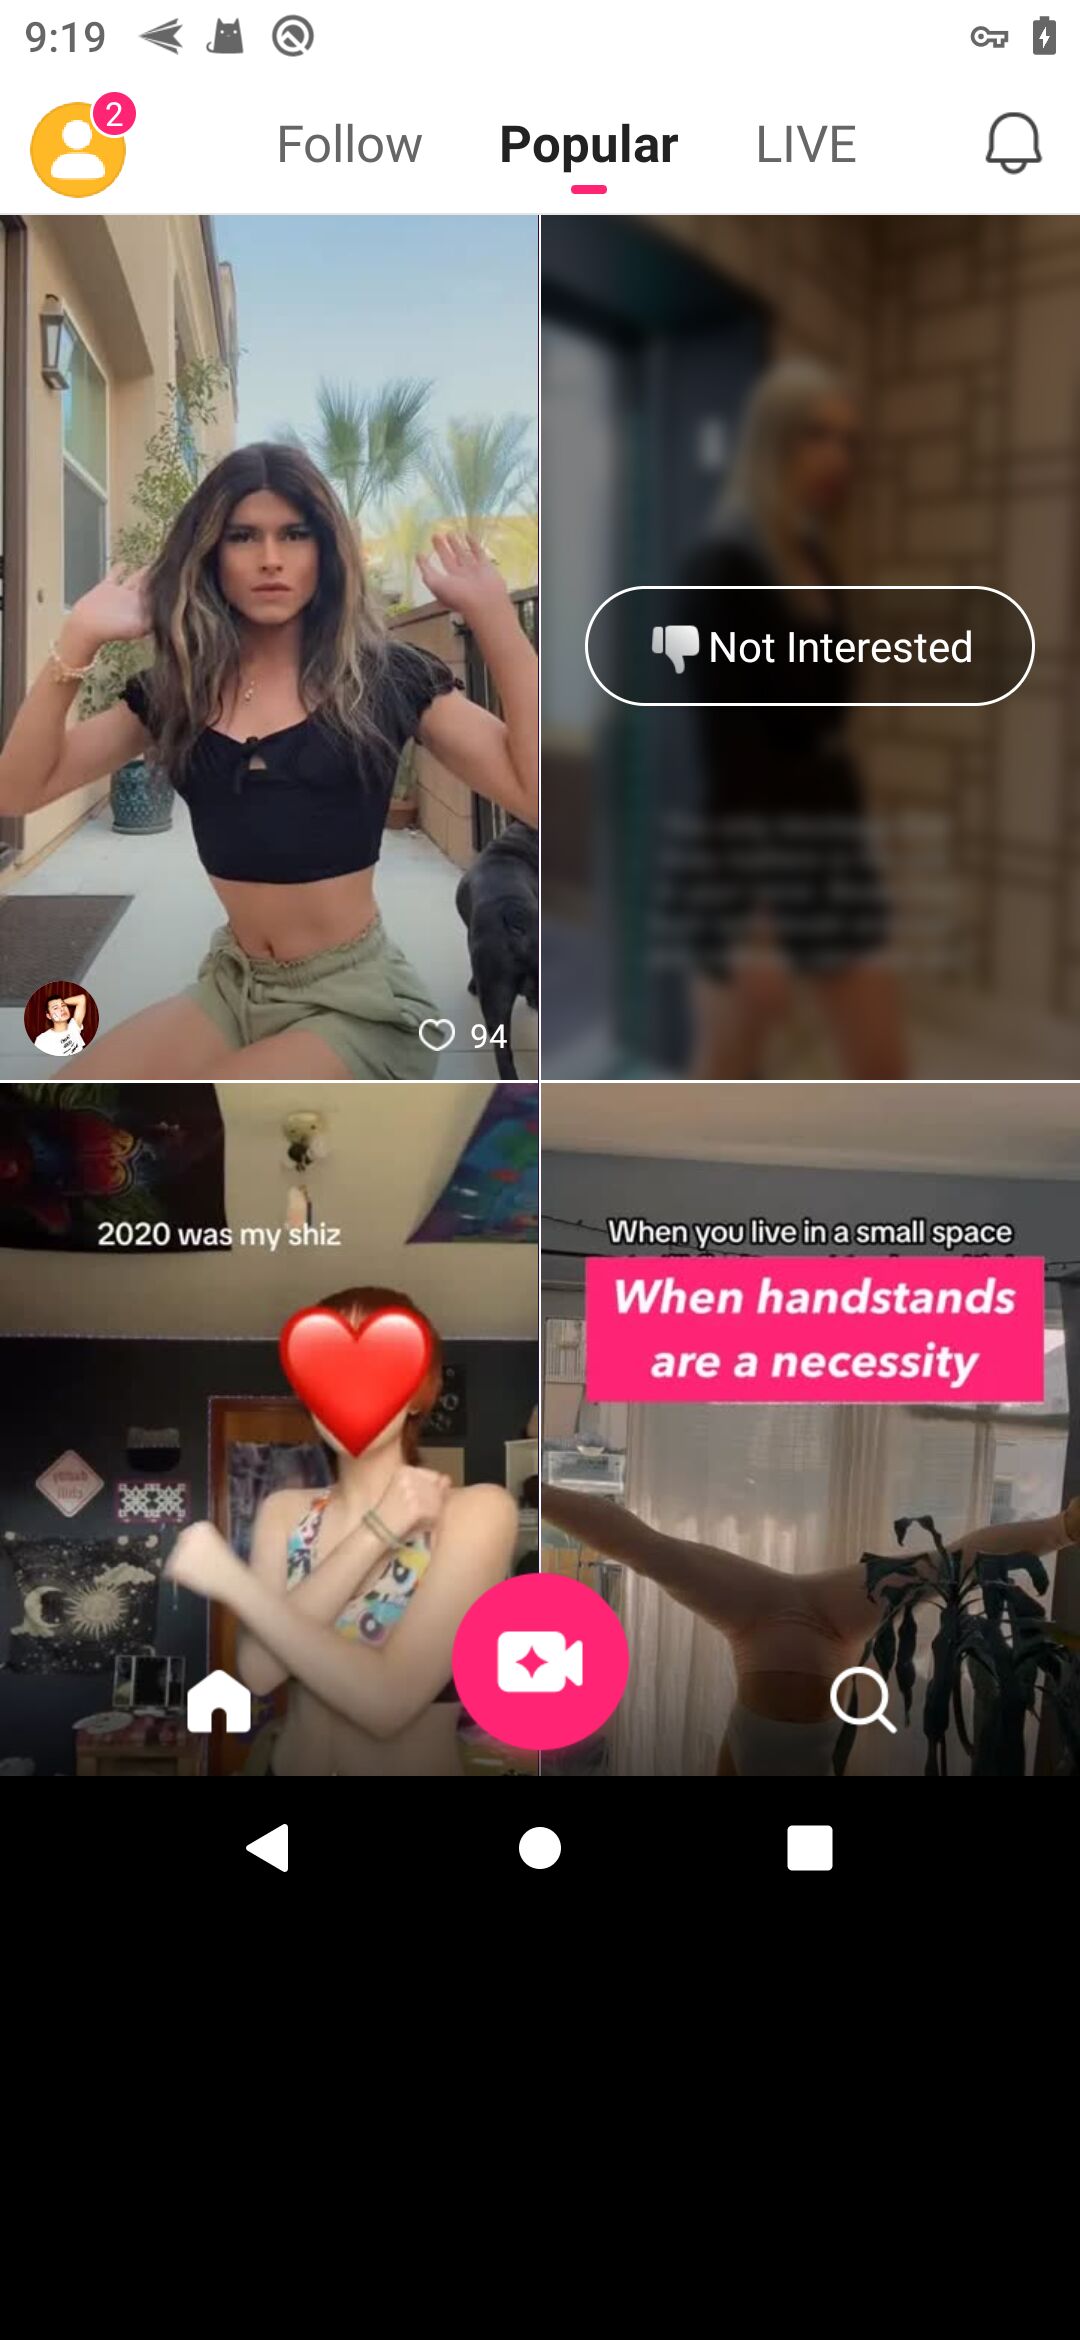 9:19
2
Follow Popular LIVE
Not Interested
94
2020 was my shiz
When you live in a small space
When handstands
are a necessity